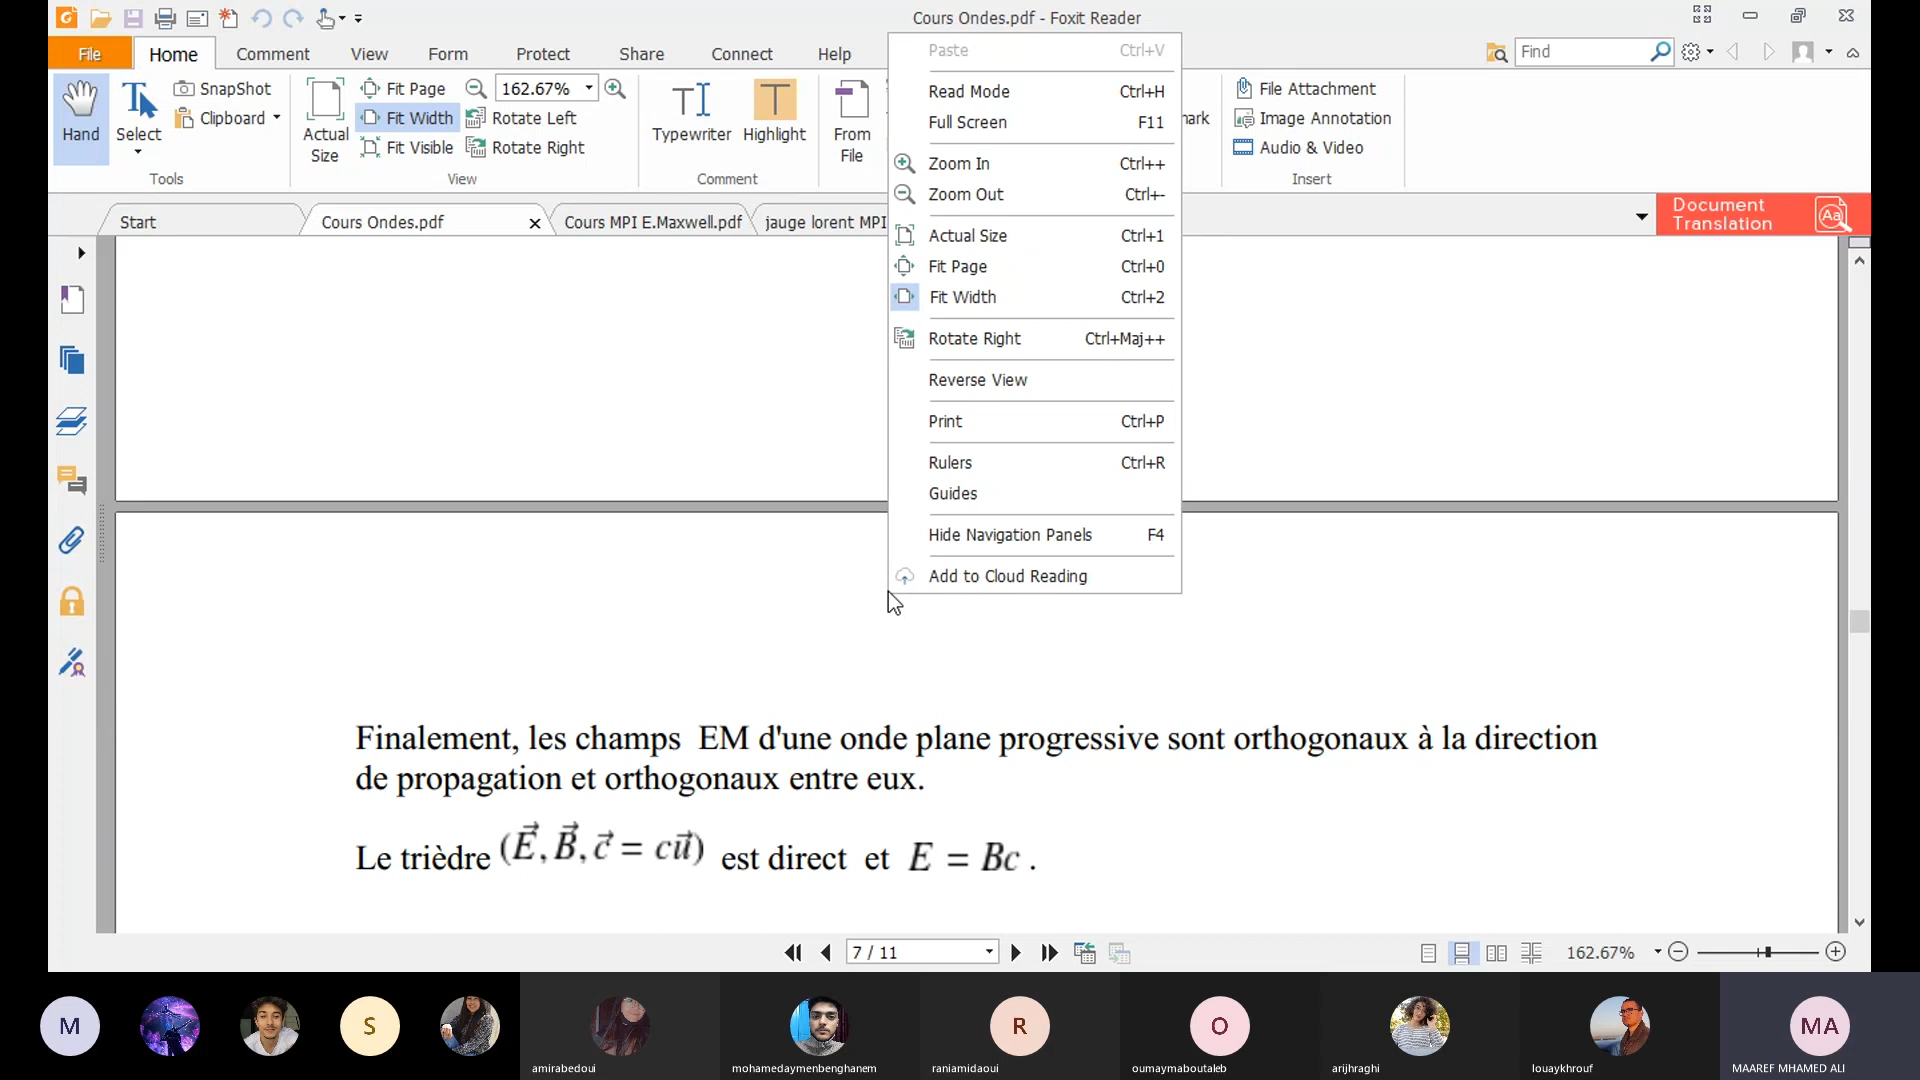 Cours Ondes.pdf - Foxit Reader
File
Home
Comment
View
Form
Protect
Share
Connect
Help
Find
Hand
Select
SnapShot
Clipboard
Tools
Actual
Size
Fit Page
Fit Width
Fit Visible
162.67%
Rotate Left
Rotate Right
View
Typewriter
Highlight
Comment
From
File
File Attachment
Image Annotation
Audio & Video
Insert
Start
Cours Ondes.pdf
Cours MPI E.Maxwell.pdf
jauge lorent MPI
Document
Translation
Paste Ctrl+V
Read Mode Ctrl+H
Full Screen F11
Zoom In Ctrl++
Zoom Out Ctrl+-
Actual Size Ctrl+1
Fit Page Ctrl+0
Fit Width Ctrl+2
Rotate Right Ctrl+Maj++
Reverse View
Print Ctrl+P
Rulers Ctrl+R
Guides
Hide Navigation Panels F4
Add to Cloud Reading
Finalement, les champs EM d'une onde plane progressive sont orthogonaux à la direction
de propagation et orthogonaux entre eux.
Le trièdre (E⃗, B⃗, c⃗ = cu⃗) est direct et E = Bc .
7 / 11
162.67%
M
S
R
O
MA
amirabedoui
mohamedaymenbenghanem
raniamidaoui
oumaymaboutaleb
arijhraghi
louaykhrouf
MAAREF MHAMED ALI